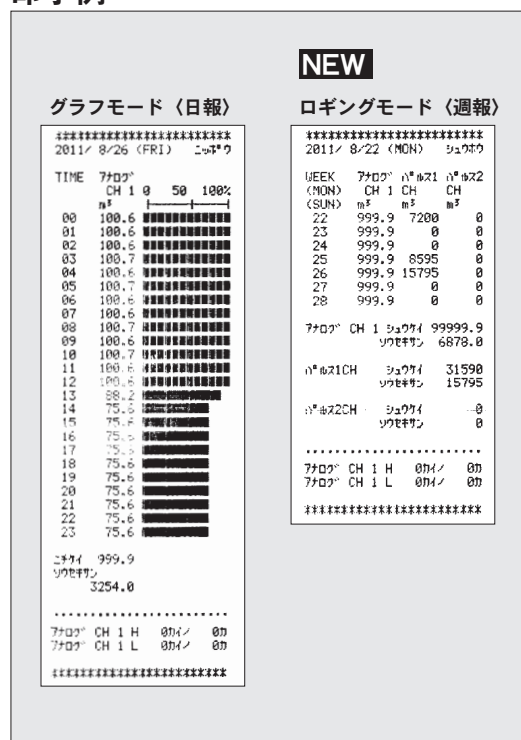 NEW
グラフモード〈日報〉
************************
2011/ 8/26 (FRI) ニッポウ
TIME アナログ
CH 1 0 50 100%
m³
00 100.6
01 100.6
02 100.6
03 100.7
04 100.6
05 100.7
06 100.6
07 100.6
08 100.7
09 100.6
10 100.7
11 100.6
12 100.6
13 88.2
14 75.6
15 75.6
16 75.6
17 75.6
18 75.6
19 75.6
20 75.6
21 75.6
22 75.6
23 75.6
ニチケイ 999.9
ソウセキサン
3254.0
························
アナログ CH 1 H 0カイ/ 0カ
アナログ CH 1 L 0カイ/ 0カ
************************
ロギングモード〈週報〉
************************
2011/ 8/22 (MON) シュウホウ
WEEK アナログ パルス1 パルス2
(MON) CH 1 CH CH
(SUN) m³ m³ m³
22 999.9 7200 0
23 999.9 0 0
24 999.9 0 0
25 999.9 8595 0
26 999.9 15795 0
27 999.9 0 0
28 999.9 0 0
アナログ CH 1 シュウケイ 99999.9
ソウセキサン 6878.0
パルス1CH シュウケイ 31590
ソウセキサン 15795
パルス2CH シュウケイ 0
ソウセキサン 0
························
アナログ CH 1 H 0カイ/ 0カ
アナログ CH 1 L 0カイ/ 0カ
************************